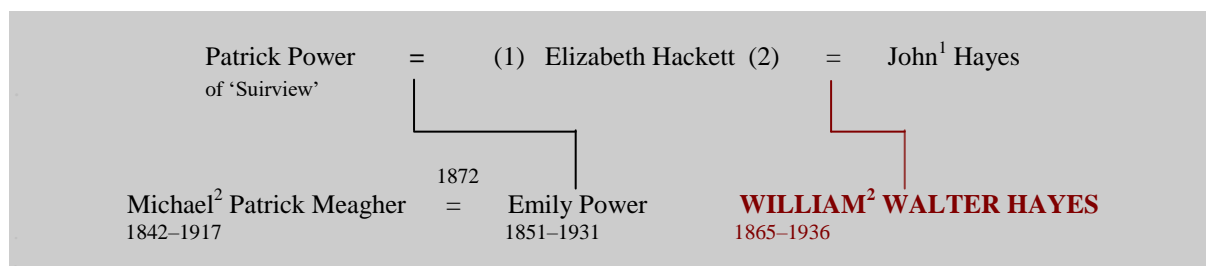 Patrick Power = (1) Elizabeth Hackett (2) = John¹ Hayes
of ‘Suirview’
1872
Michael² Patrick Meagher = Emily Power WILLIAM² WALTER HAYES
1842–1917 1851–1931 1865–1936